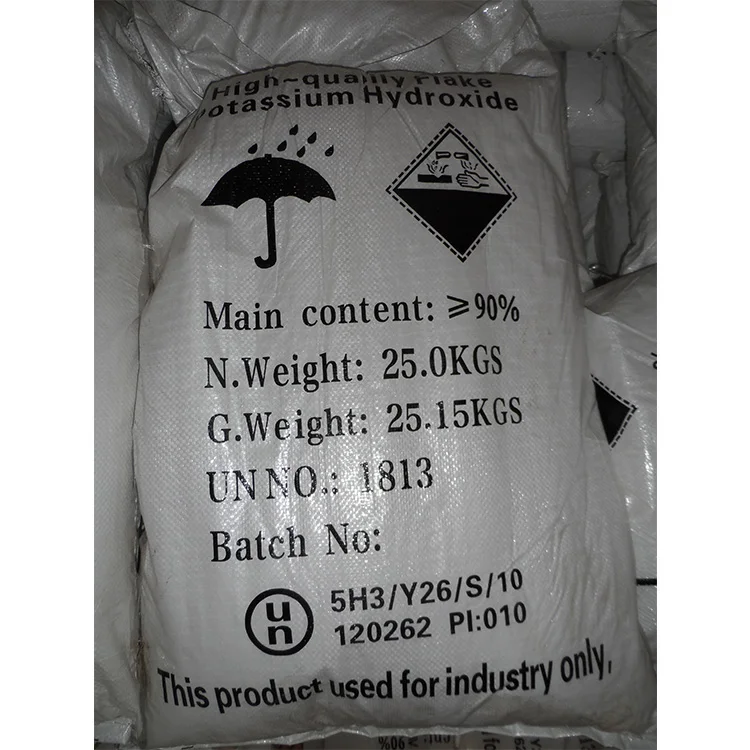 High~quality Flake
Potassium Hydroxide
Main content: ≥90%
N.Weight: 25.0KGS
G.Weight: 25.15KGS
UN NO.: 1813
Batch No:
un 5H3/Y26/S/10
120262 PI:010
This product used for industry only,